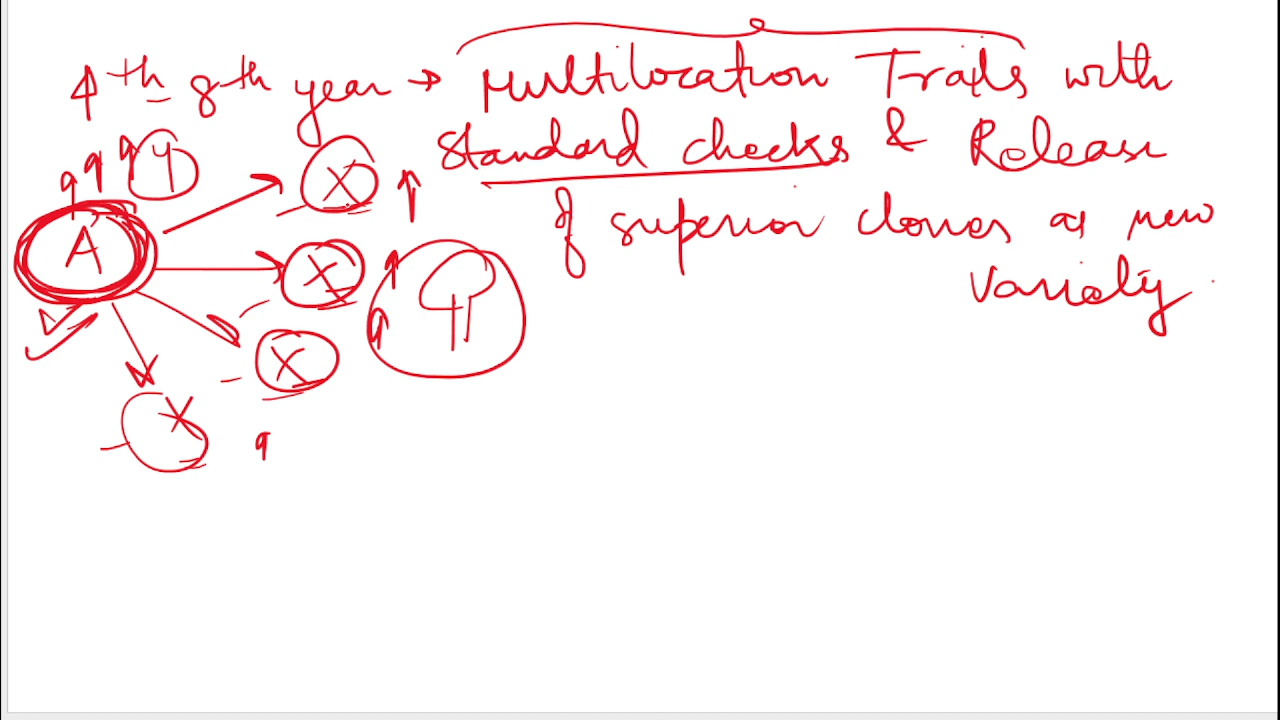 4th 8th year → Multilocation Trails with
Standard checks & Release
of superior clones as new
Variety
Y
A
X
X
X
X